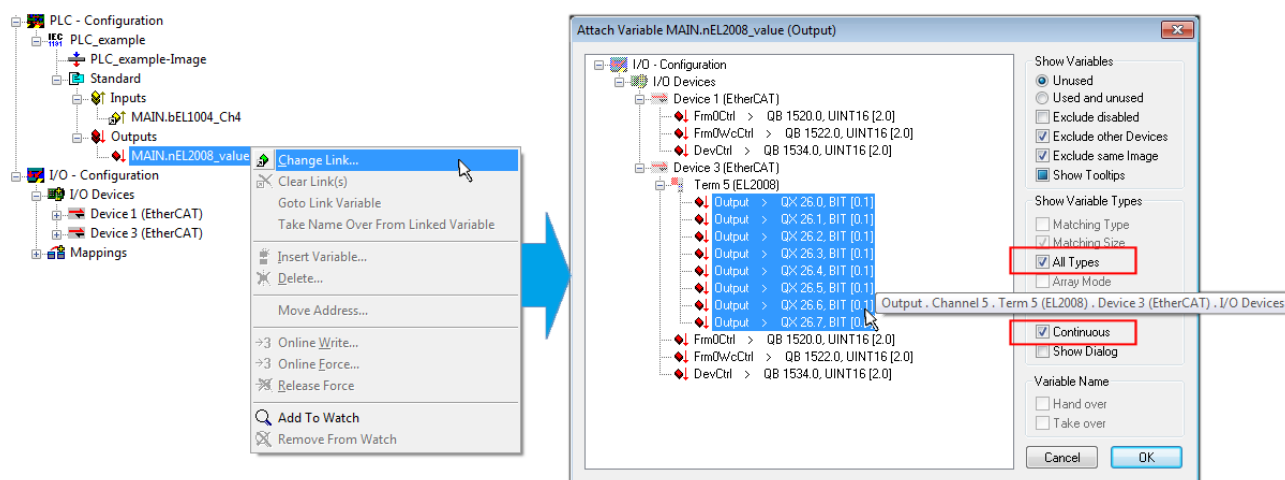 PLC - Configuration
PLC_example
PLC_example-Image
Standard
Inputs
MAIN.bEL1004_Ch4
Outputs
MAIN.nEL2008_value
I/O - Configuration
I/O Devices
Device 1 (EtherCAT)
Device 3 (EtherCAT)
Mappings
Change Link...
Clear Link(s)
Goto Link Variable
Take Name Over From Linked Variable
Insert Variable...
Delete...
Move Address...
Online Write...
Online Force...
Release Force
Add To Watch
Remove From Watch
Attach Variable MAIN.nEL2008_value (Output)
I/O - Configuration
I/O Devices
Device 1 (EtherCAT)
Frm0Ctrl > QB 1520.0, UINT16 [2.0]
Frm0WcCtrl > QB 1522.0, UINT16 [2.0]
DevCtrl > QB 1534.0, UINT16 [2.0]
Device 3 (EtherCAT)
Term 5 (EL2008)
Output > QX 26.0, BIT [0.1]
Output > QX 26.1, BIT [0.1]
Output > QX 26.2, BIT [0.1]
Output > QX 26.3, BIT [0.1]
Output > QX 26.4, BIT [0.1]
Output > QX 26.5, BIT [0.1]
Output > QX 26.6, BIT [0.1]
Output > QX 26.7, BIT
Frm0Ctrl > QB 1520.0, UINT16 [2.0]
Frm0WcCtrl > QB 1522.0, UINT16 [2.0]
DevCtrl > QB 1534.0, UINT16 [2.0]
Output . Channel 5 . Term 5 (EL2008) . Device 3 (EtherCAT) . I/O Devices
Show Variables
Unused
Used and unused
Exclude disabled
Exclude other Devices
Exclude same Image
Show Tooltips
Show Variable Types
Matching Type
Matching Size
All Types
Array Mode
Continuous
Show Dialog
Variable Name
Hand over
Take over
Cancel
OK